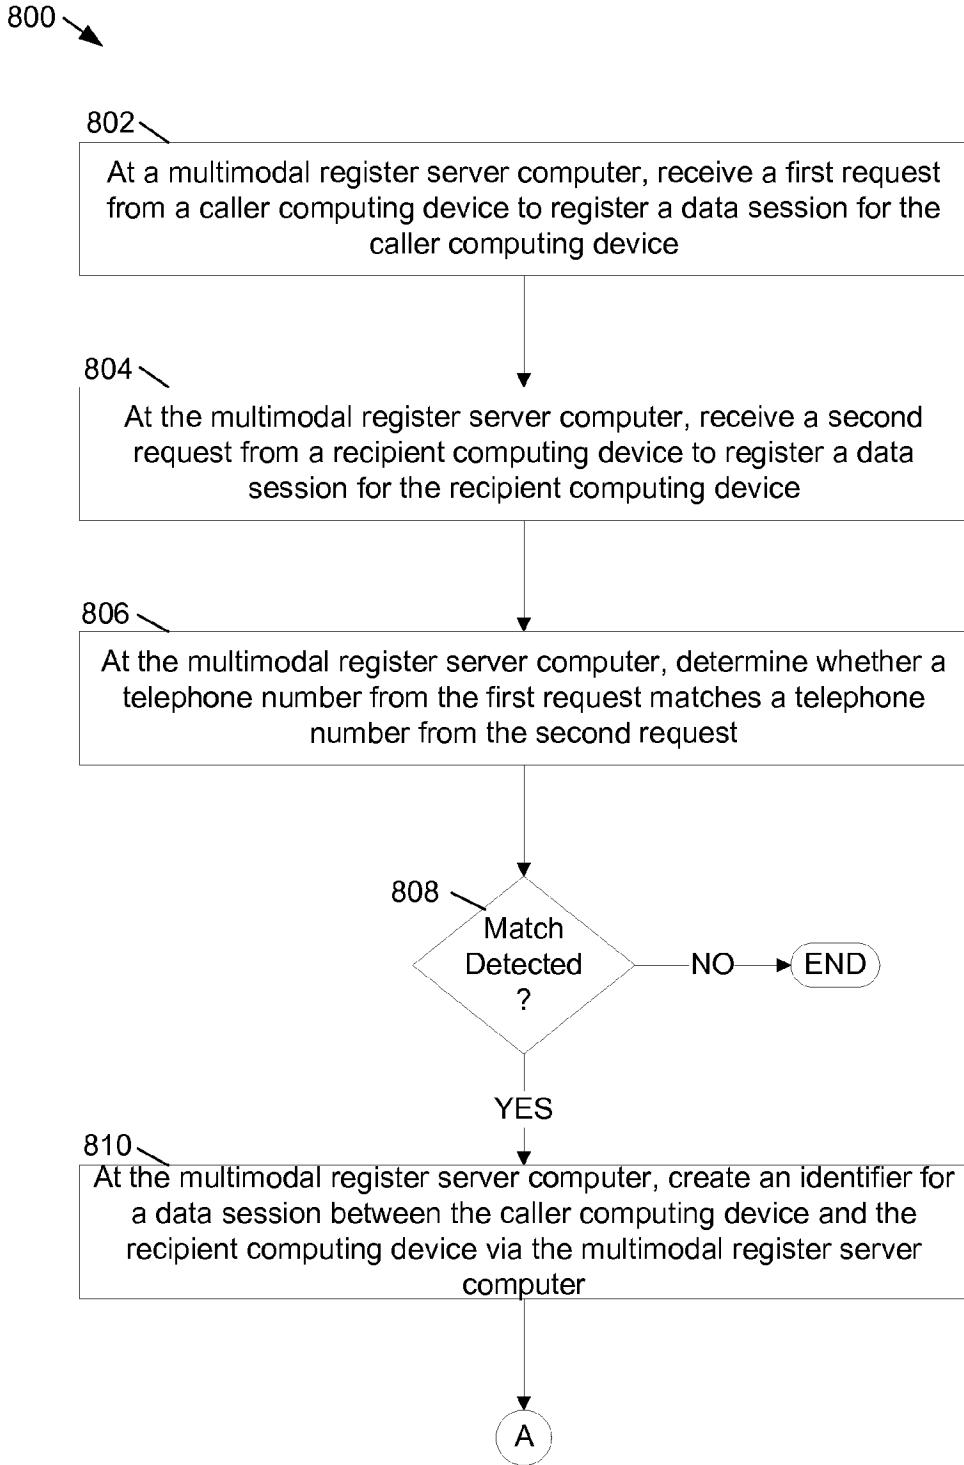 800
802
At a multimodal register server computer, receive a first request
from a caller computing device to register a data session for the
caller computing device
804
At the multimodal register server computer, receive a second
request from a recipient computing device to register a data
session for the recipient computing device
806
At the multimodal register server computer, determine whether a
telephone number from the first request matches a telephone
number from the second request
808
Match
Detected
?
NO
END
YES
810
At the multimodal register server computer, create an identifier for
a data session between the caller computing device and the
recipient computing device via the multimodal register server
computer
A